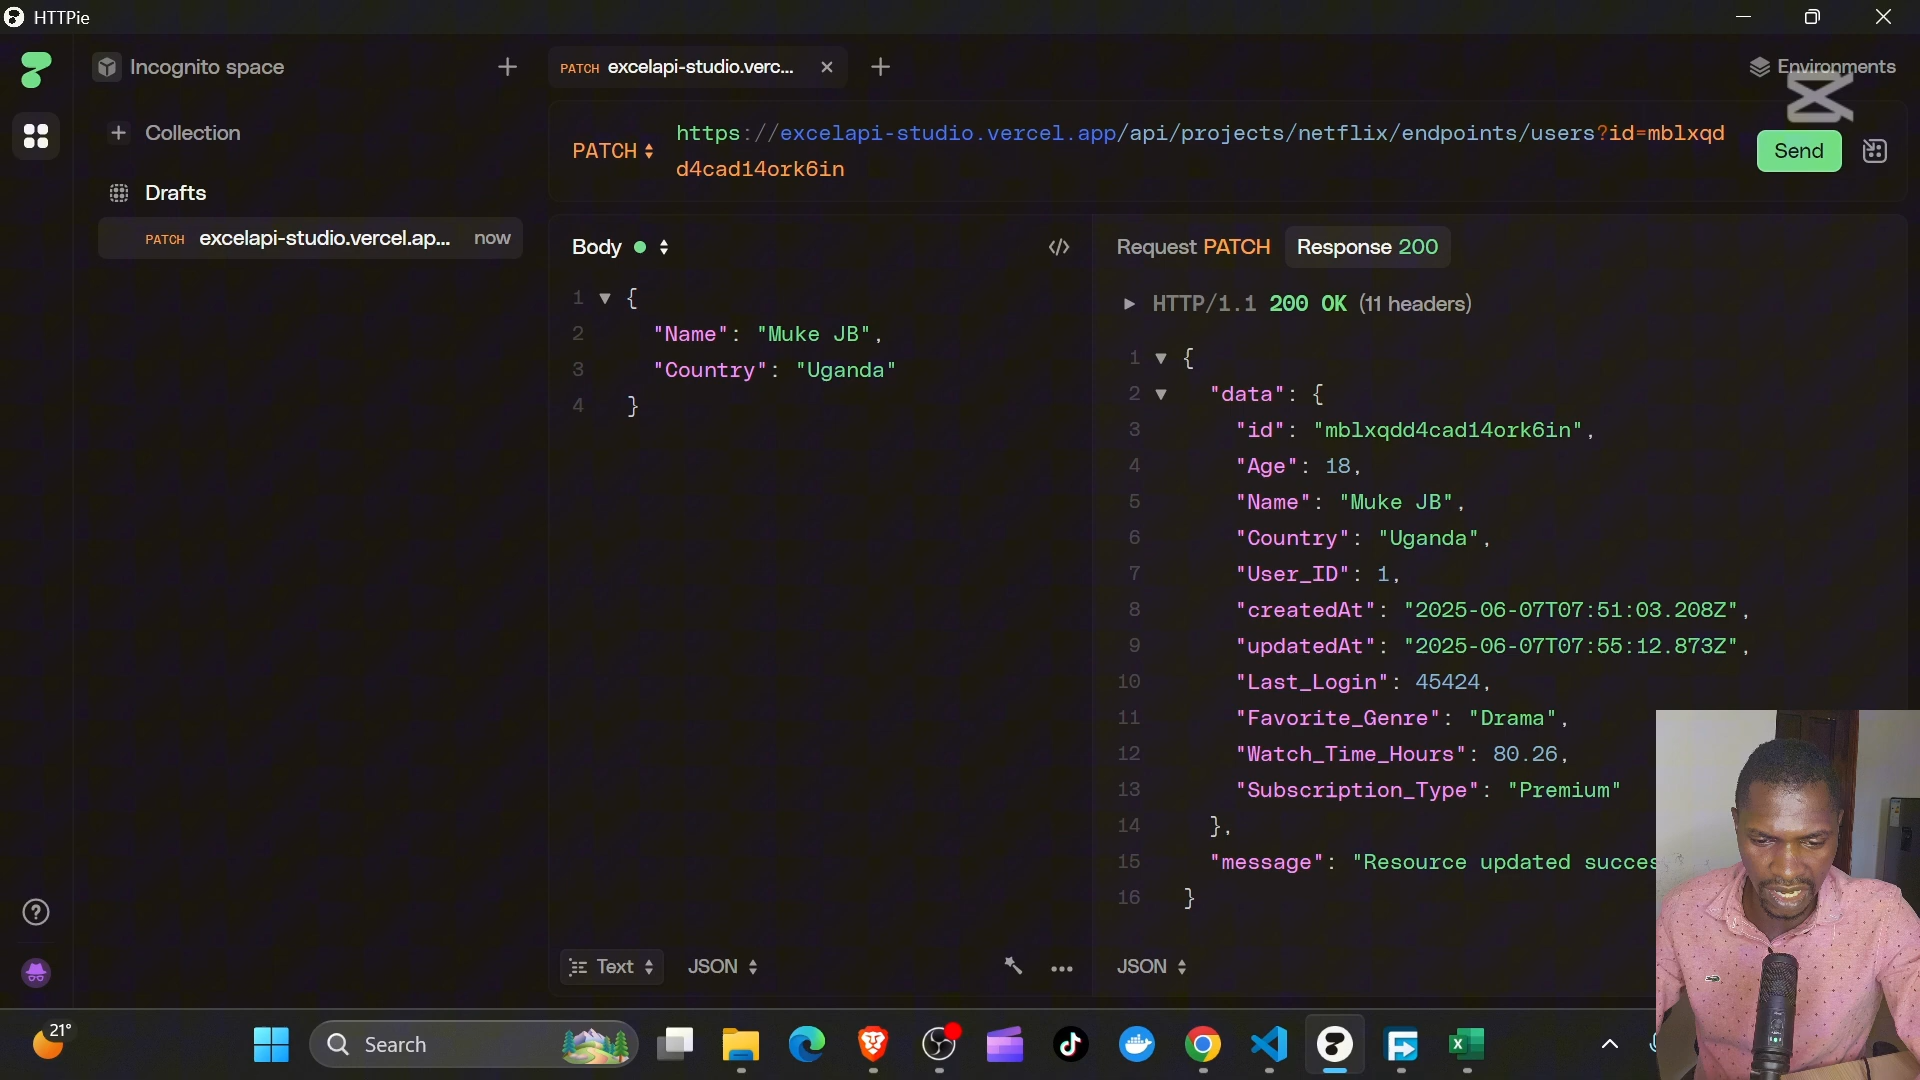 HTTPie
Incognito space
PATCH excelapi-studio.verc...
Environments
Collection
PATCH
https://excelapi-studio.vercel.app/api/projects/netflix/endpoints/users?id=mblxqd
d4cad14ork6in
Send
Drafts
PATCH excelapi-studio.vercel.ap... now
Body
Request PATCH
Response 200
HTTP/1.1 200 OK (11 headers)
1 {
2 "Name": "Muke JB",
3 "Country": "Uganda"
4 }
1 {
2 "data": {
3 "id": "mblxqdd4cad14ork6in",
4 "Age": 18,
5 "Name": "Muke JB",
6 "Country": "Uganda",
7 "User_ID": 1,
8 "createdAt": "2025-06-07T07:51:03.208Z",
9 "updatedAt": "2025-06-07T07:55:12.873Z",
10 "Last_Login": 45424,
11 "Favorite_Genre": "Drama",
12 "Watch_Time_Hours": 80.26,
13 "Subscription_Type": "Premium"
14 },
15 "message": "Resource updated succes
16 }
Text
JSON
JSON
21°
Search